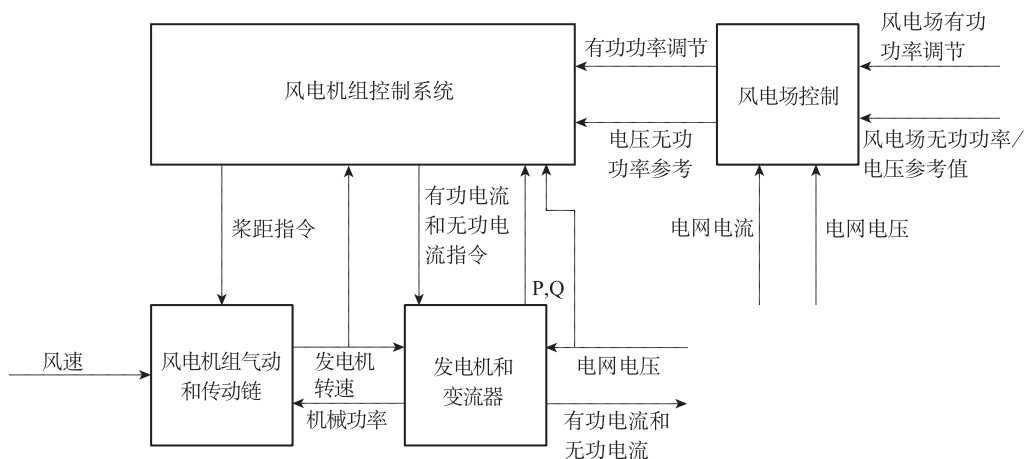 风电机组控制系统
有功功率调节
电压无功
功率参考
风电场控制
风电场有功
功率调节
风电场无功功率/
电压参考值
桨距指令
有功电流
和无功电
流指令
P,Q
电网电流
电网电压
风速
风电机组气动
和传动链
发电机
转速
机械功率
发电机和
变流器
电网电压
有功电流和
无功电流